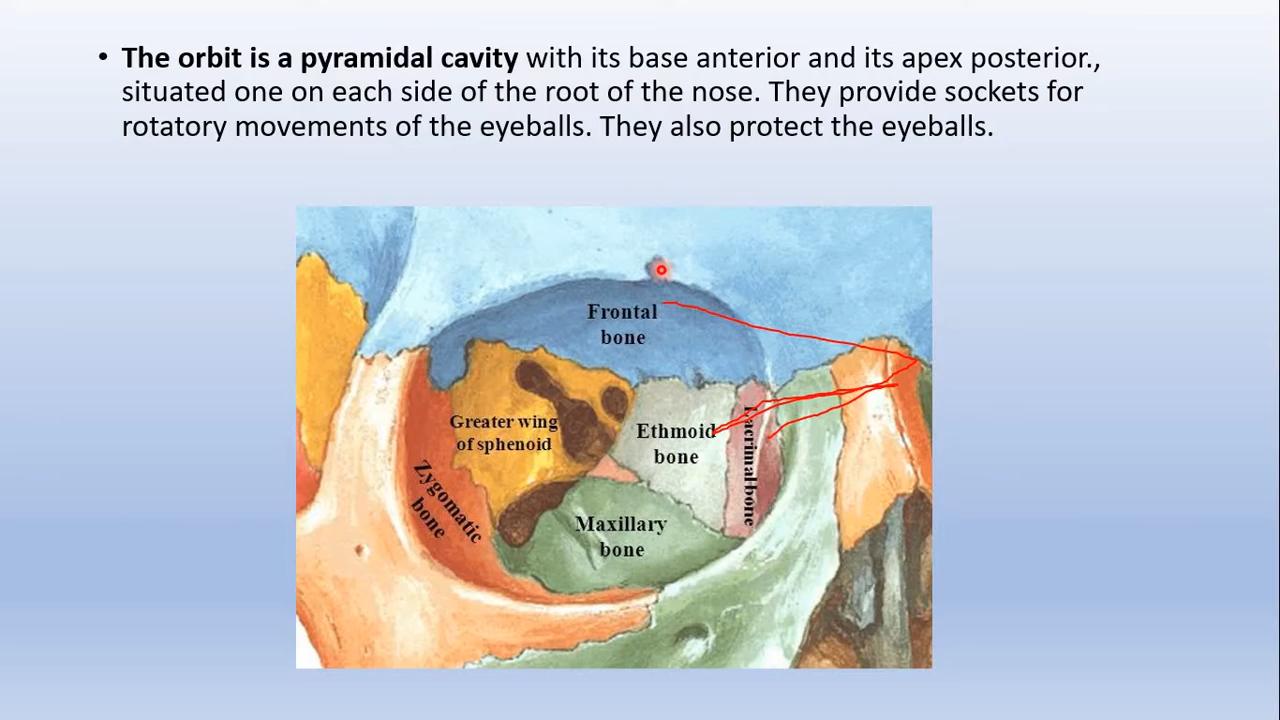 • The orbit is a pyramidal cavity with its base anterior and its apex posterior.,
situated one on each side of the root of the nose. They provide sockets for
rotatory movements of the eyeballs. They also protect the eyeballs.
Frontal
bone
Greater wing
of sphenoid
Ethmoid
bone
Lacrimal bone
Zygomatic
bone
Maxillary
bone